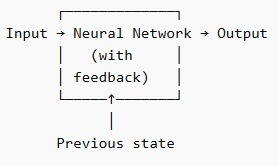 Input → Neural Network → Output
(with
feedback)
Previous state